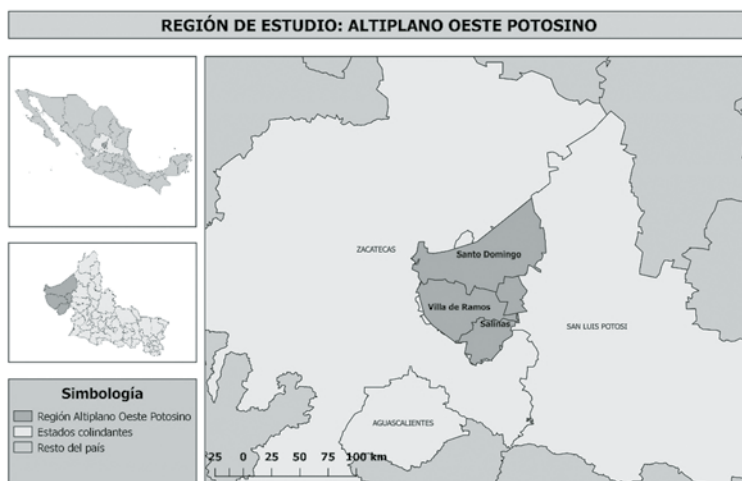 REGIÓN DE ESTUDIO: ALTIPLANO OESTE POTOSINO
ZACATECAS
Santo Domingo
Villa de Ramos
Salinas
SAN LUIS POTOSI
AGUASCALIENTES
Simbología
Región Altiplano Oeste Potosino
Estados colindantes
Resto del país
25 0 25 50 75 100 km